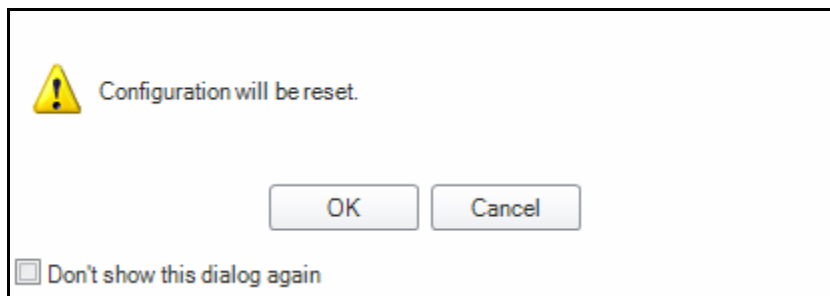 Configuration will be reset.
OK Cancel
Don't show this dialog again